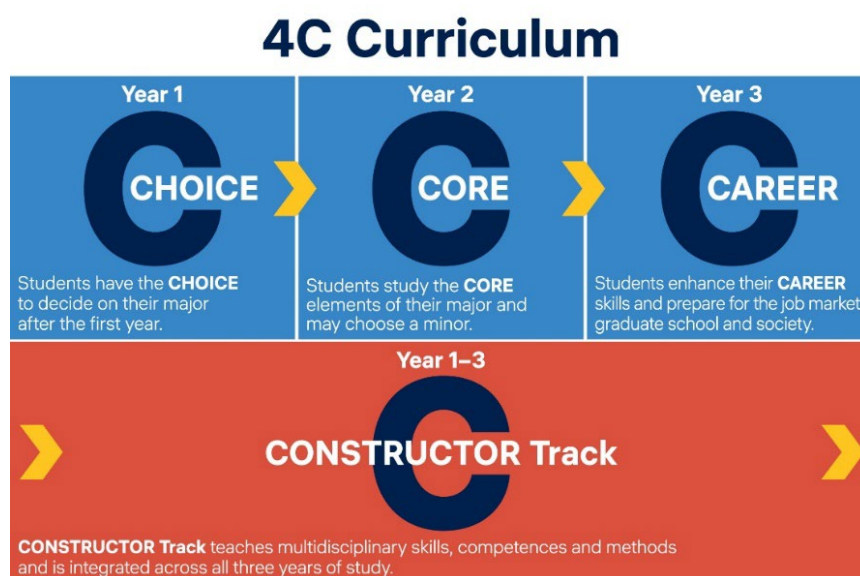 4C Curriculum
Year 1
CHOICE
Students have the CHOICE
to decide on their major
after the first year.
Year 2
CORE
Students study the CORE
elements of their major and
may choose a minor.
Year 3
CAREER
Students enhance their CAREER
skills and prepare for the job market,
graduate school and society.
Year 1–3
CONSTRUCTOR Track
CONSTRUCTOR Track teaches multidisciplinary skills, competences and methods
and is integrated across all three years of study.